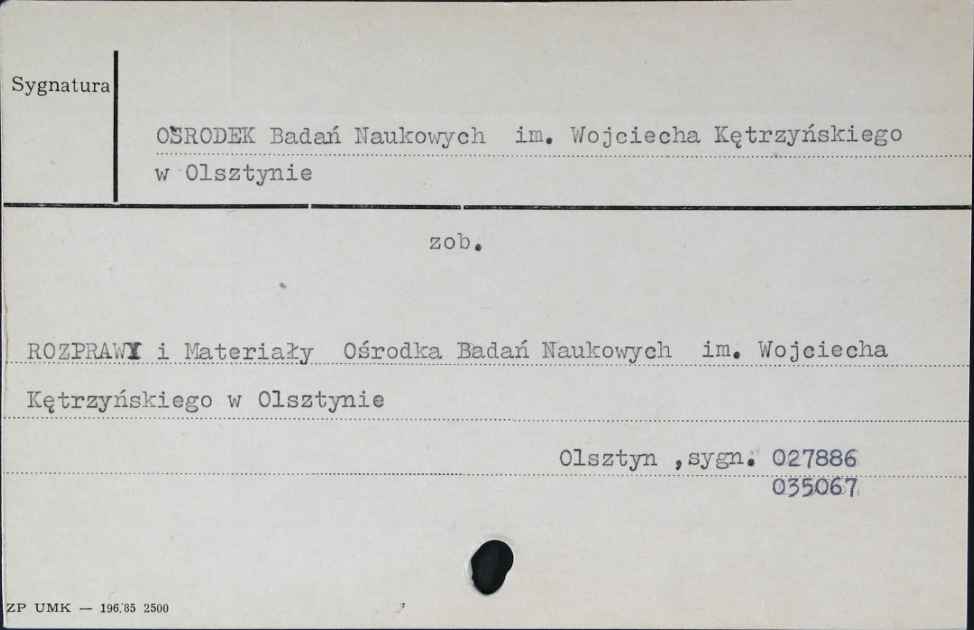 Sygnatura
OŚRODEK Badań Naukowych im. Wojciecha Kętrzyńskiego
w Olsztynie
zob.
ROZPRAWY i Materiały Ośrodka Badań Naukowych im. Wojciecha
Kętrzyńskiego w Olsztynie
Olsztyn ,sygn. 027886
035067
ZP UMK — 196/85 2500